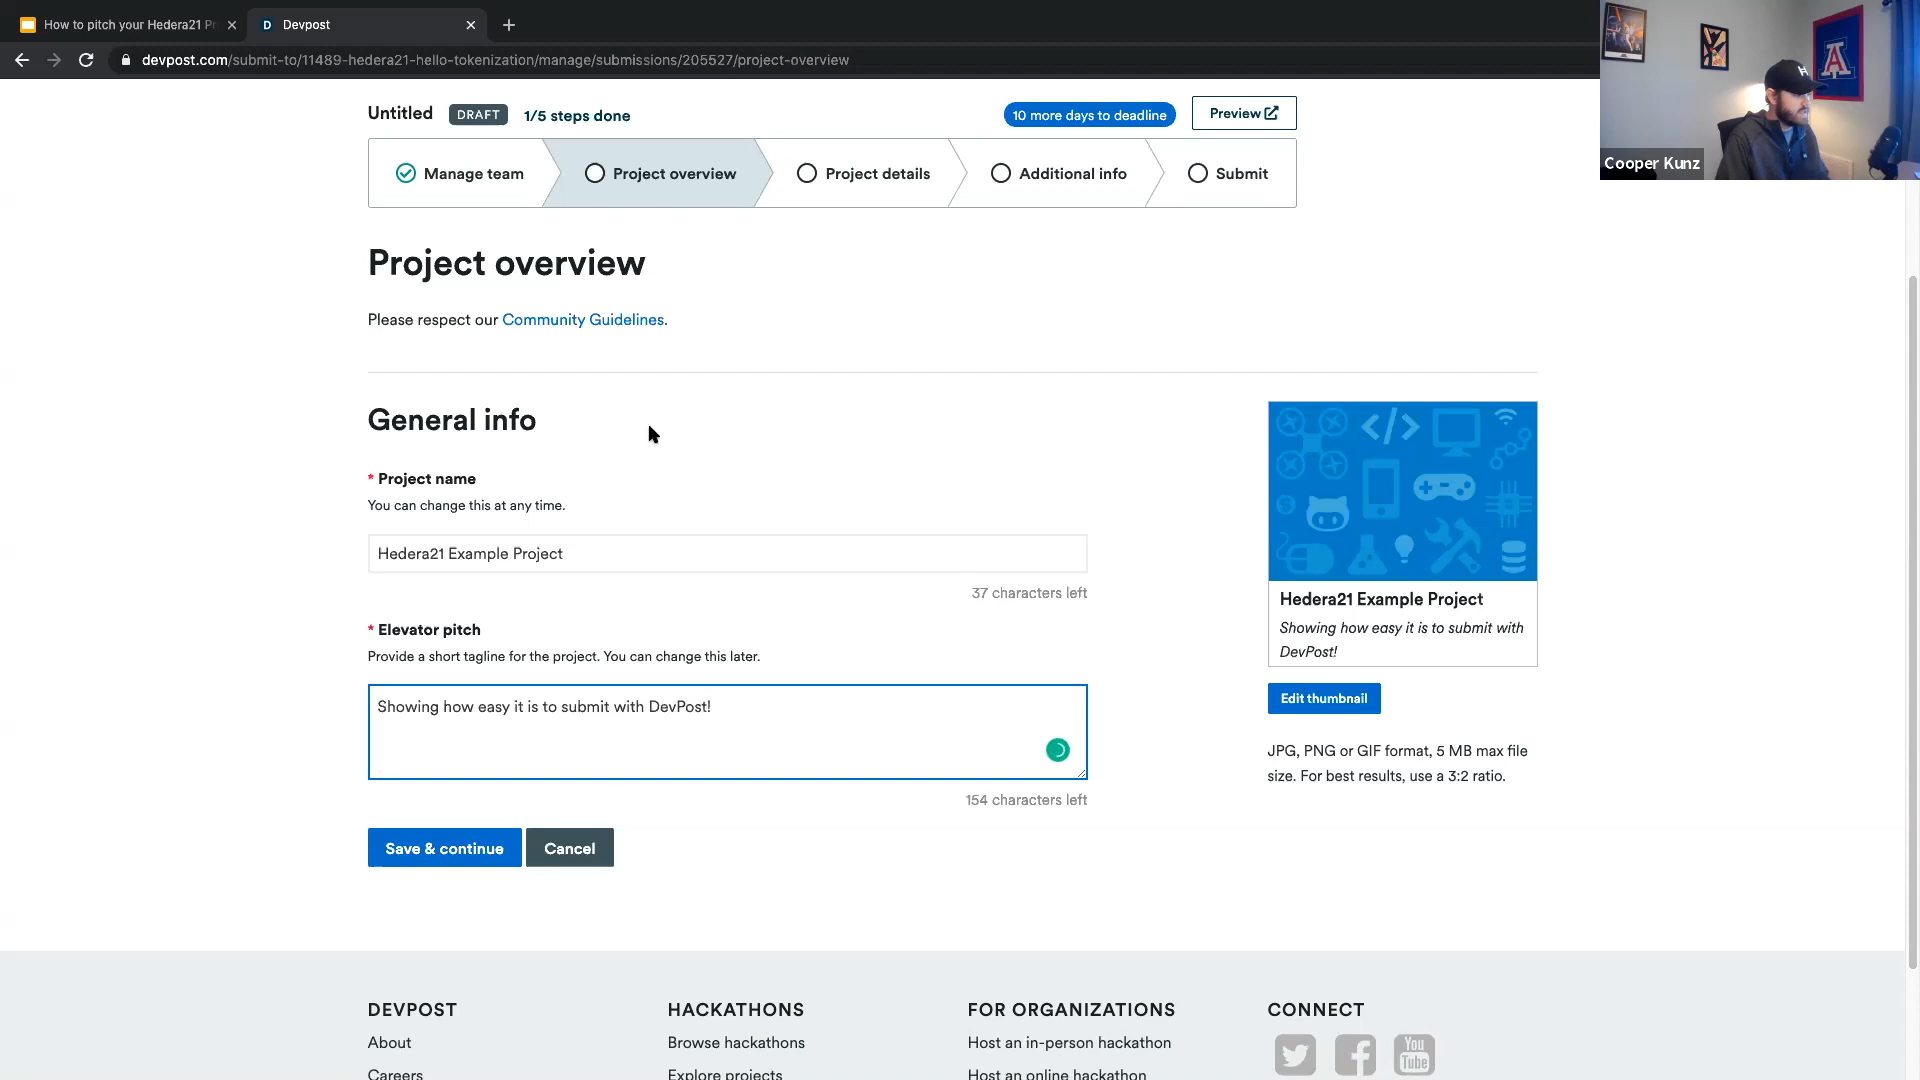 How to pitch your Hedera21 Pr
Devpost
devpost.com/submit-to/11489-hedera21-hello-tokenization/manage/submissions/205527/project-overview
Cooper Kunz
Untitled
DRAFT
1/5 steps done
10 more days to deadline
Preview
Manage team
Project overview
Project details
Additional info
Submit
Project overview
Please respect our Community Guidelines.
General info
* Project name
You can change this at any time.
Hedera21 Example Project
37 characters left
* Elevator pitch
Provide a short tagline for the project. You can change this later.
Showing how easy it is to submit with DevPost!
154 characters left
Save & continue
Cancel
Hedera21 Example Project
Showing how easy it is to submit with
DevPost!
Edit thumbnail
JPG, PNG or GIF format, 5 MB max file
size. For best results, use a 3:2 ratio.
DEVPOST
About
Careers
HACKATHONS
Browse hackathons
Explore projects
FOR ORGANIZATIONS
Host an in-person hackathon
Host an online hackathon
CONNECT
You
Tube